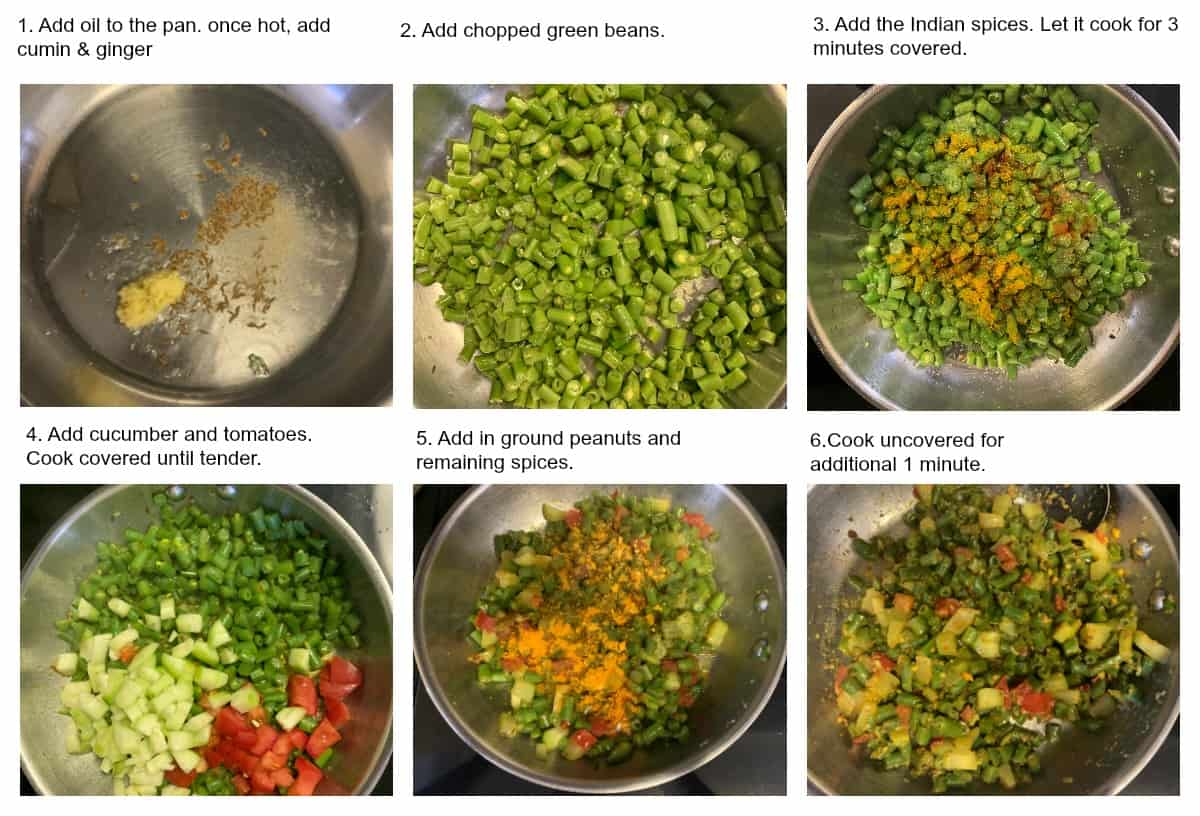 1. Add oil to the pan. once hot, add
cumin & ginger
2. Add chopped green beans.
3. Add the Indian spices. Let it cook for 3
minutes covered.
4. Add cucumber and tomatoes.
Cook covered until tender.
5. Add in ground peanuts and
remaining spices.
6.Cook uncovered for
additional 1 minute.